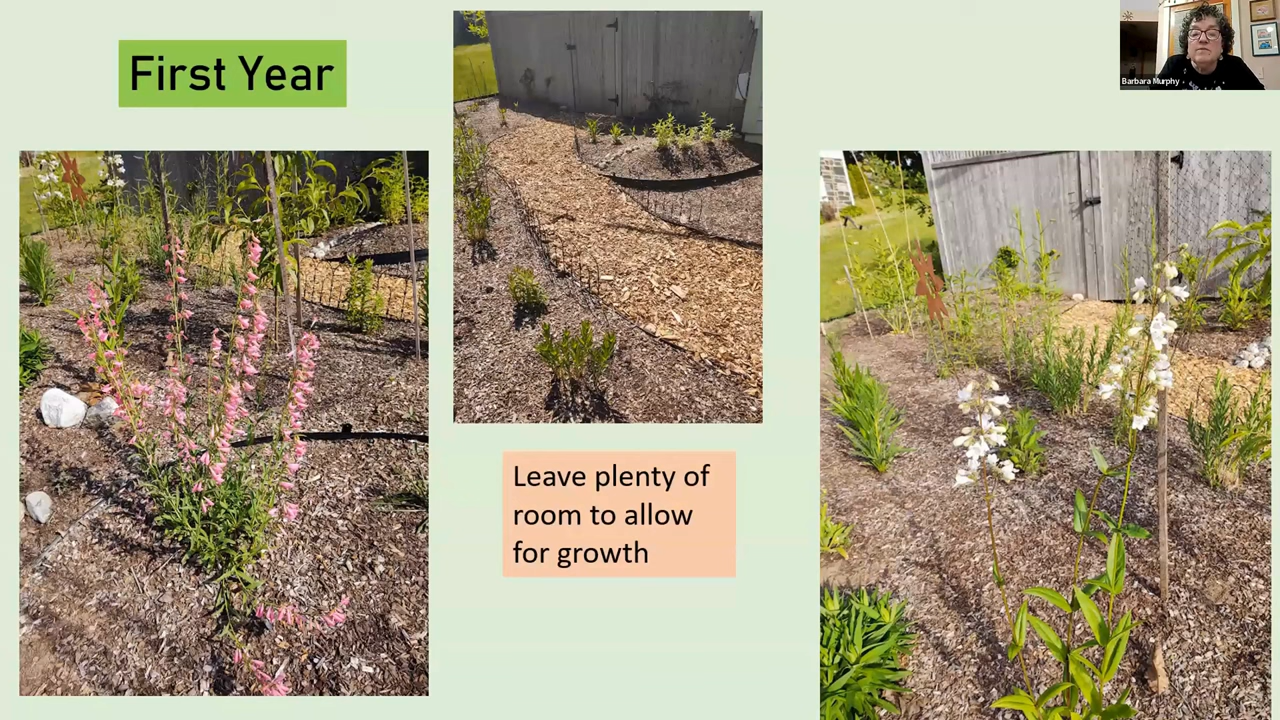 First Year
Barbara Murphy
Leave plenty of
room to allow
for growth